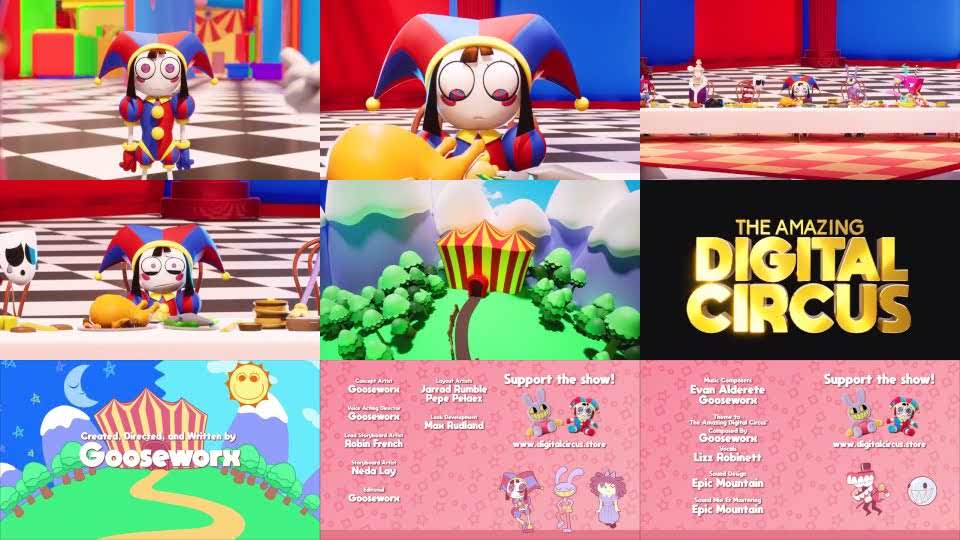 THE AMAZING
DIGITAL
CIRCUS
Created, Directed, and Written by
Gooseworx
Concept Artist
Gooseworx
Voice Acting Director
Gooseworx
Lead Storyboard Artist
Robin French
Storyboard Artist
Neda Lay
Editorial
Gooseworx
Layout Artists
Jarrad Rumble
Pepe Pelaez
Look Development
Max Rudland
Support the show!
www.digitalcircus.store
Music Composers
Evan Alderete
Gooseworx
Theme to
'The Amazing Digital Circus'
Composed By
Gooseworx
Vocals
Lizz Robinett
Sound Design
Epic Mountain
Sound Mix & Mastering
Epic Mountain
Support the show!
www.digitalcircus.store